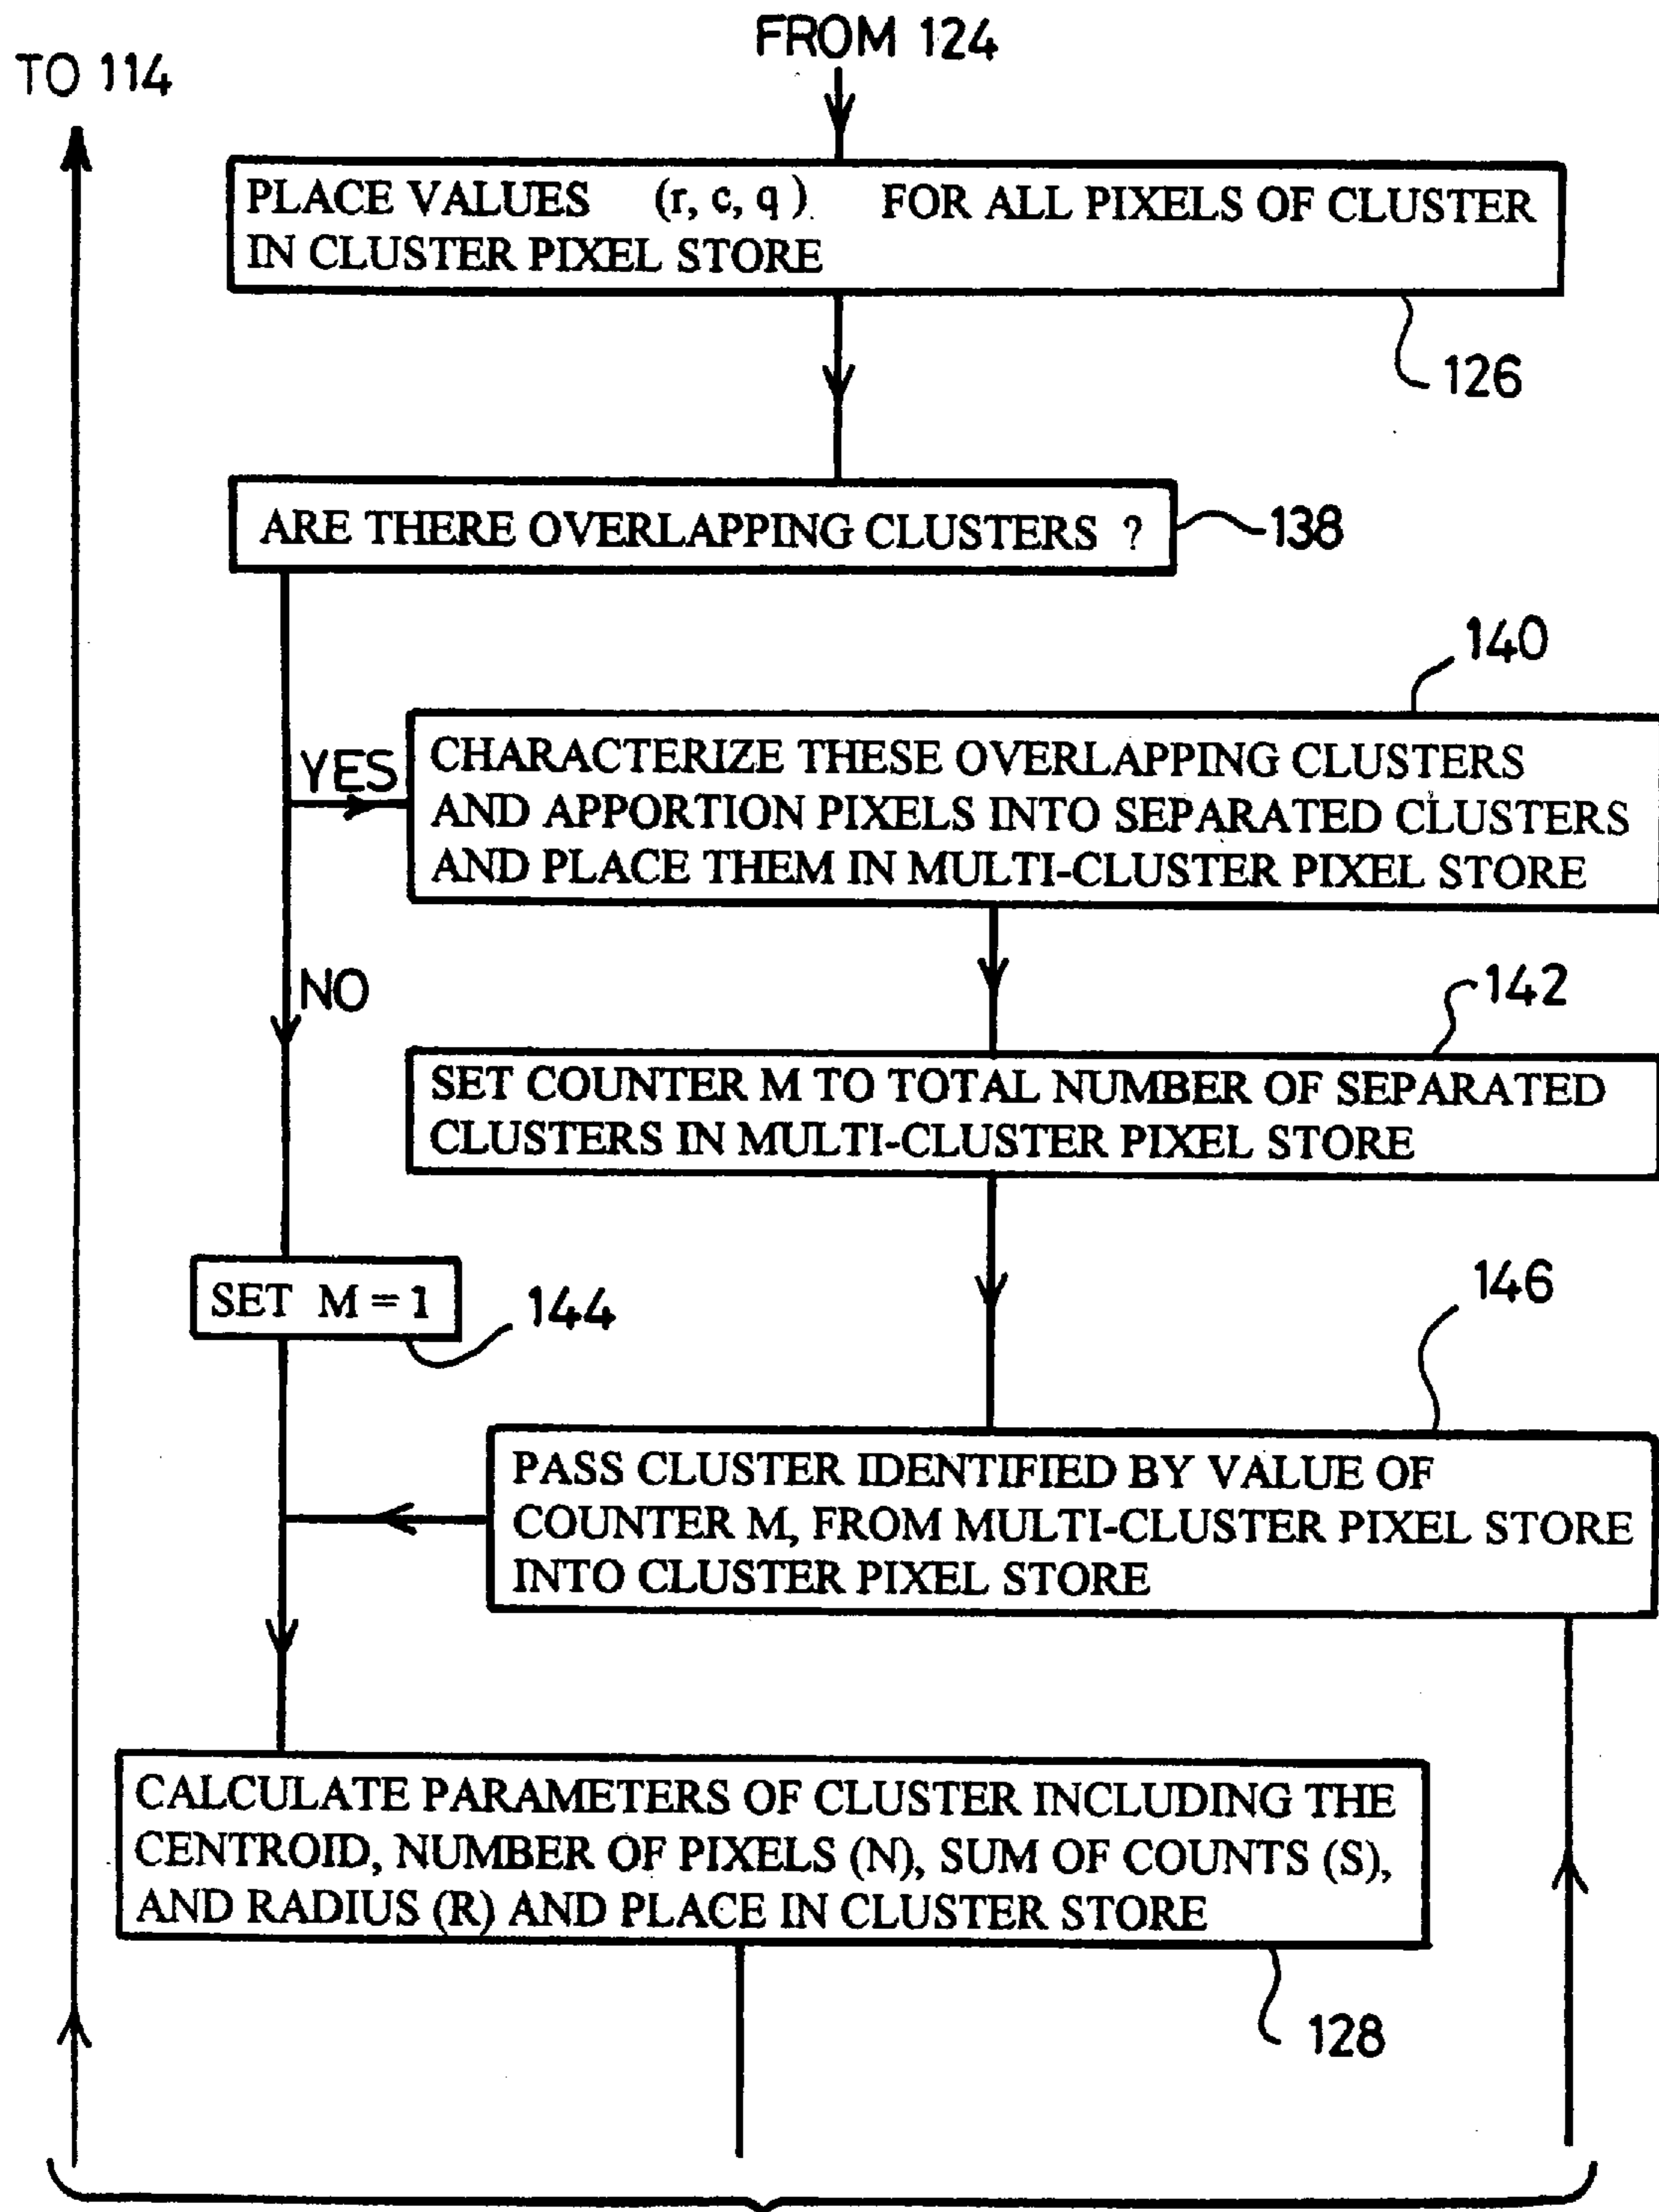 FROM 124
TO 114
PLACE VALUES (r, c, q). FOR ALL PIXELS OF CLUSTER
IN CLUSTER PIXEL STORE
126
ARE THERE OVERLAPPING CLUSTERS ?
138
140
YES
CHARACTERIZE THESE OVERLAPPING CLUSTERS
AND APPORTION PIXELS INTO SEPARATED CLUSTERS
AND PLACE THEM IN MULTI-CLUSTER PIXEL STORE
NO
142
SET COUNTER M TO TOTAL NUMBER OF SEPARATED
CLUSTERS IN MULTI-CLUSTER PIXEL STORE
SET M = 1
144
146
PASS CLUSTER IDENTIFIED BY VALUE OF
COUNTER M, FROM MULTI-CLUSTER PIXEL STORE
INTO CLUSTER PIXEL STORE
CALCULATE PARAMETERS OF CLUSTER INCLUDING THE
CENTROID, NUMBER OF PIXELS (N), SUM OF COUNTS (S),
AND RADIUS (R) AND PLACE IN CLUSTER STORE
128